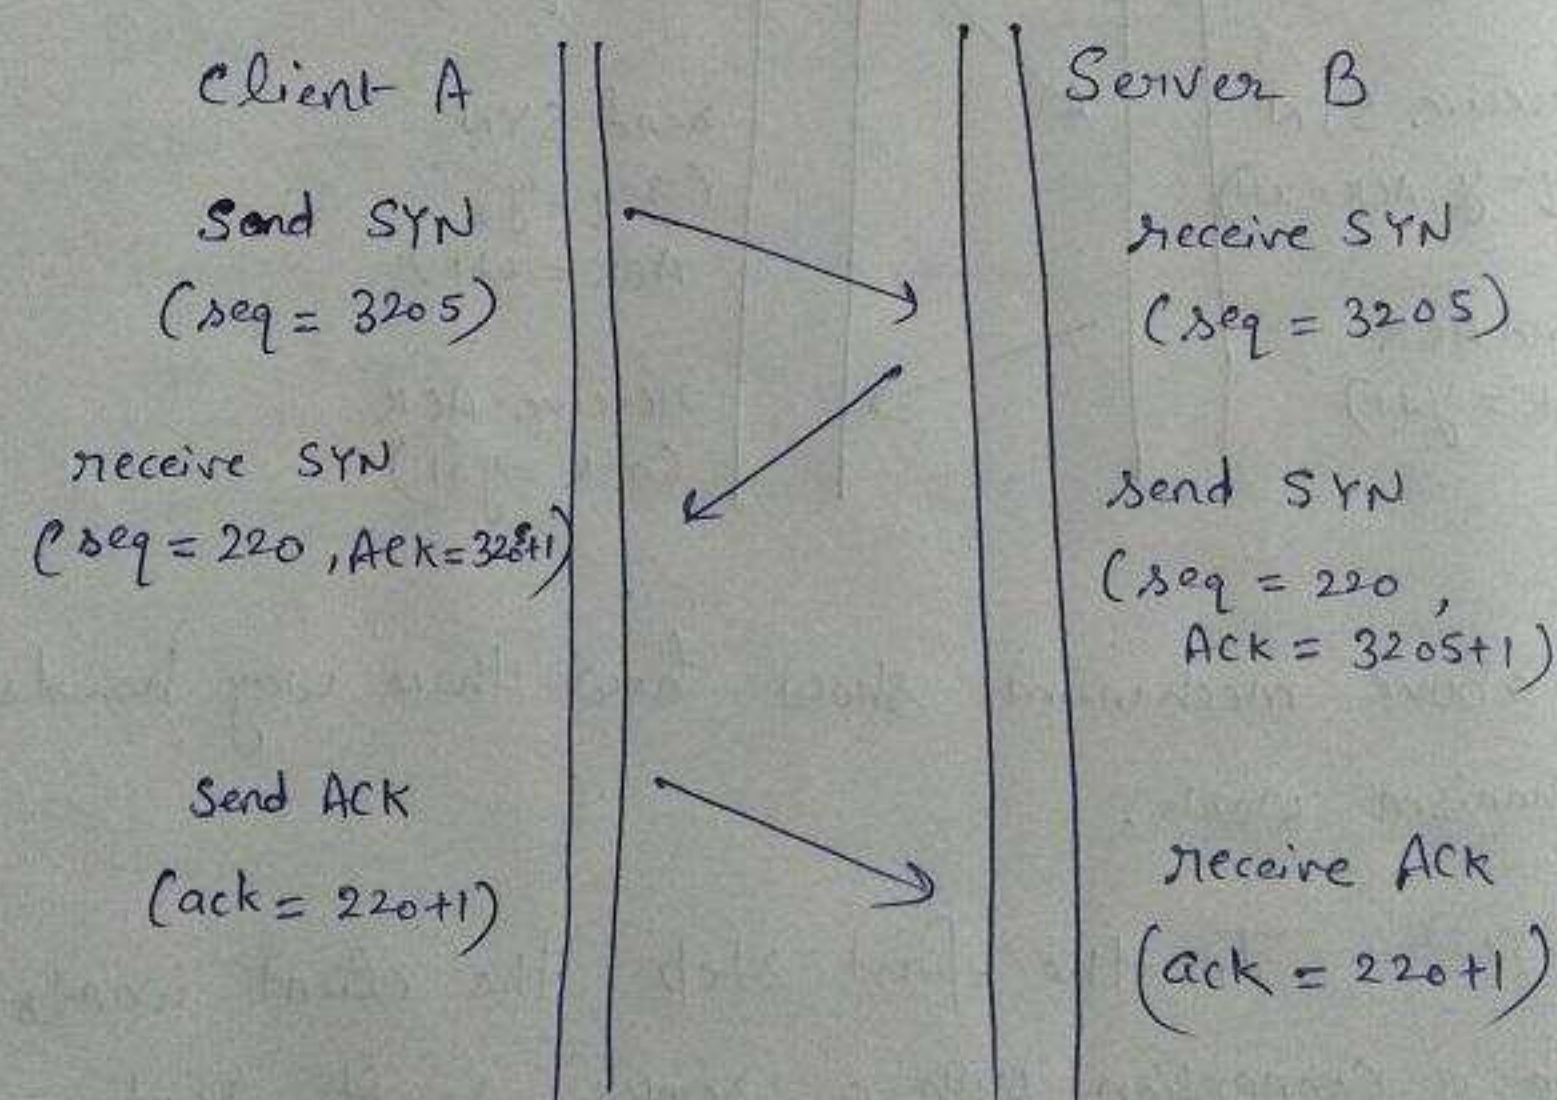 Client A
Send SYN
(seq = 3205)
receive SYN
(seq = 220, Ack = 3205+1)
Send ACK
(ack = 220+1)
Server B
receive SYN
(seq = 3205)
send SYN
(seq = 220,
Ack = 3205+1)
receive ACK
(ack = 220+1)